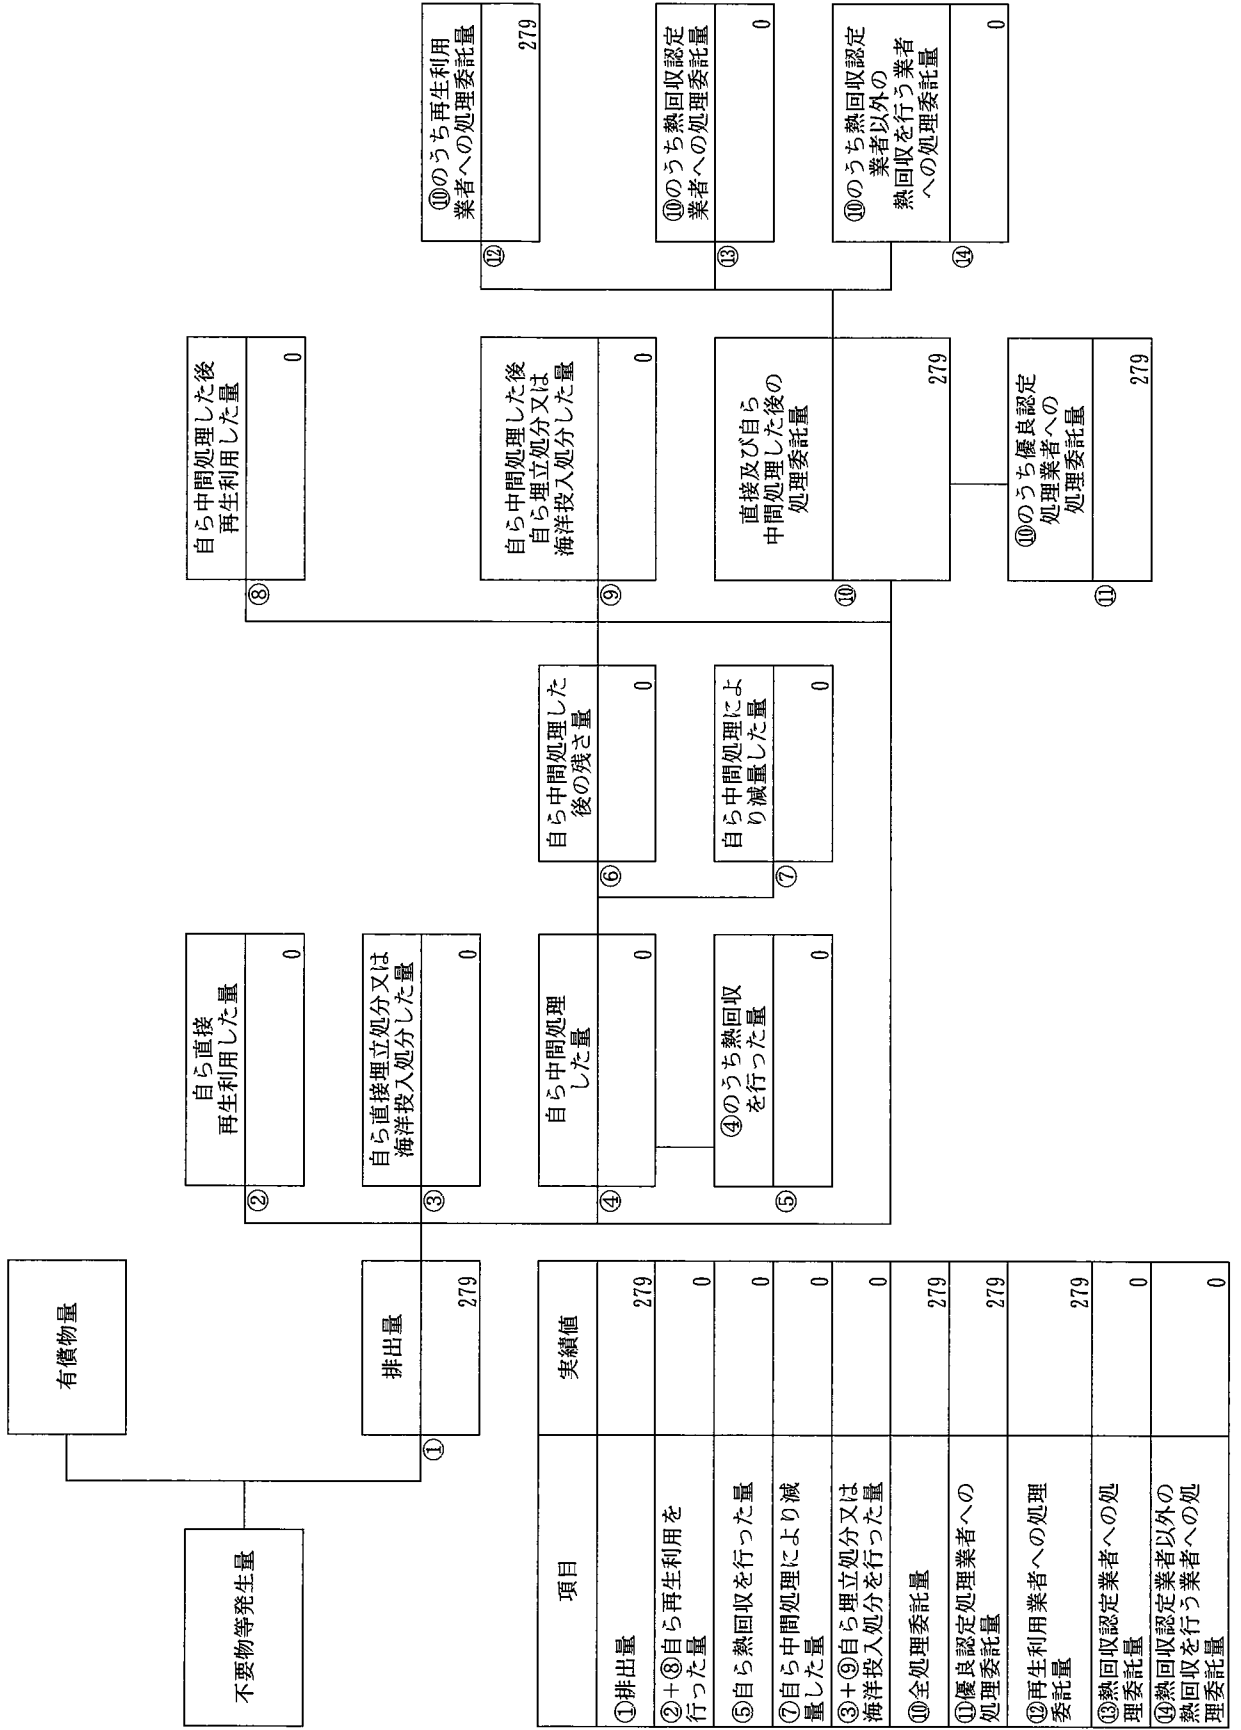 不要物等発生量
有償物量
排出量
①
279
自ら直接
再生利用した量
②
0
自ら直接埋立処分又は
海洋投入処分した量
③
0
自ら中間処理
した量
④
0
④のうち熱回収
を行った量
⑤
0
自ら中間処理した
後の残さ量
⑥
0
自ら中間処理によ
り減量した量
⑦
0
自ら中間処理した後
再生利用した量
⑧
0
自ら中間処理した後
自ら埋立処分又は
海洋投入処分した量
⑨
0
直接及び自ら
中間処理した後の
処理委託量
⑩
279
⑩のうち優良認定
処理業者への
処理委託量
⑪
279
⑩のうち再生利用
業者への処理委託量
⑫
279
⑩のうち熱回収認定
業者への処理委託量
⑬
0
⑩のうち熱回収認定
業者以外の
熱回収を行う業者
への処理委託量
⑭
0
項目 実績値
①排出量 279
②+⑧自ら再生利用を
行った量 0
⑤自ら熱回収を行った量 0
⑦自ら中間処理により減
量した量 0
③+⑨自ら埋立処分又は
海洋投入処分を行った量 0
⑩全処理委託量 279
⑪優良認定処理業者への
処理委託量 279
⑫再生利用業者への処理
委託量 279
⑬熱回収認定業者への処
理委託量 0
⑭熱回収認定業者以外の
熱回収を行う業者への処
理委託量 0